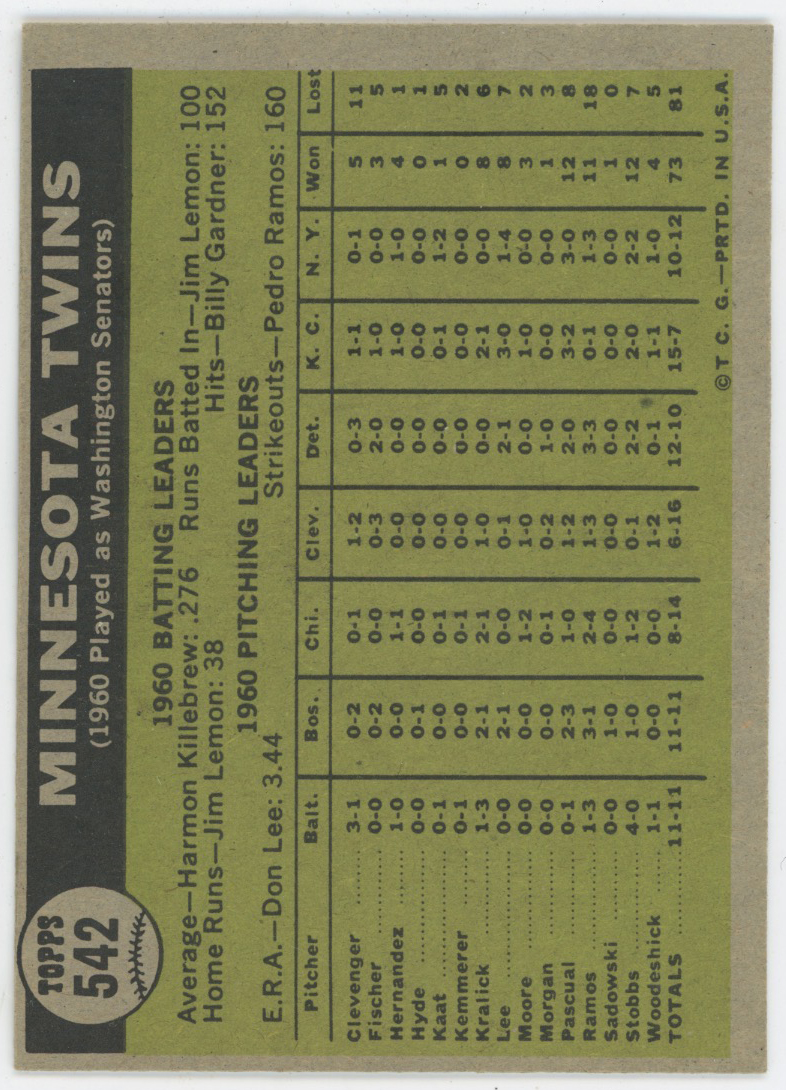 TOPPS
542
MINNESOTA TWINS
(1960 Played as Washington Senators)
1960 BATTING LEADERS
Average—Harmon Killebrew: .276 Runs Batted In—Jim Lemon: 100
Home Runs—Jim Lemon: 38 Hits—Billy Gardner: 152
1960 PITCHING LEADERS
E.R.A.—Don Lee: 3.44 Strikeouts—Pedro Ramos: 160
Pitcher Balt. Bos. Chi. Clev. Det. K. C. N. Y. Won Lost
Clevenger ........ 3-1 0-2 0-1 1-2 0-3 1-1 0-1 5 11
Fischer ........ 0-0 0-2 0-0 0-3 2-0 1-0 0-0 3 5
Hernandez ........ 1-0 0-0 1-1 0-0 0-0 1-0 1-0 4 1
Hyde ........ 0-0 0-1 0-0 0-0 0-0 0-0 0-0 0 1
Kaat ........ 0-1 0-0 0-1 0-0 0-0 0-1 1-2 1 5
Kemmerer ........ 0-1 0-0 0-1 0-0 0-0 0-0 0-0 0 2
Kralick ........ 1-3 2-1 2-1 1-0 0-0 2-1 0-0 8 6
Lee ........ 0-0 2-1 0-0 0-1 2-1 3-0 1-4 8 7
Moore ........ 0-0 0-0 1-2 1-0 0-0 1-0 0-0 3 2
Morgan ........ 0-0 0-0 0-1 0-2 1-0 0-0 0-0 1 3
Pascual ........ 0-1 2-3 1-0 1-2 2-0 3-2 3-0 12 8
Ramos ........ 1-3 3-1 2-4 1-3 3-3 0-1 1-3 11 18
Sadowski ........ 0-0 1-0 0-0 0-0 0-0 0-0 0-0 1 0
Stobbs ........ 4-0 1-0 1-2 0-1 2-2 2-0 2-2 12 7
Woodeshick ........ 1-1 0-0 0-0 1-2 0-1 1-1 1-0 4 5
TOTALS ........ 11-11 11-11 8-14 6-16 12-10 15-7 10-12 73 81
© T. C. G.—PRTD. IN U.S.A.